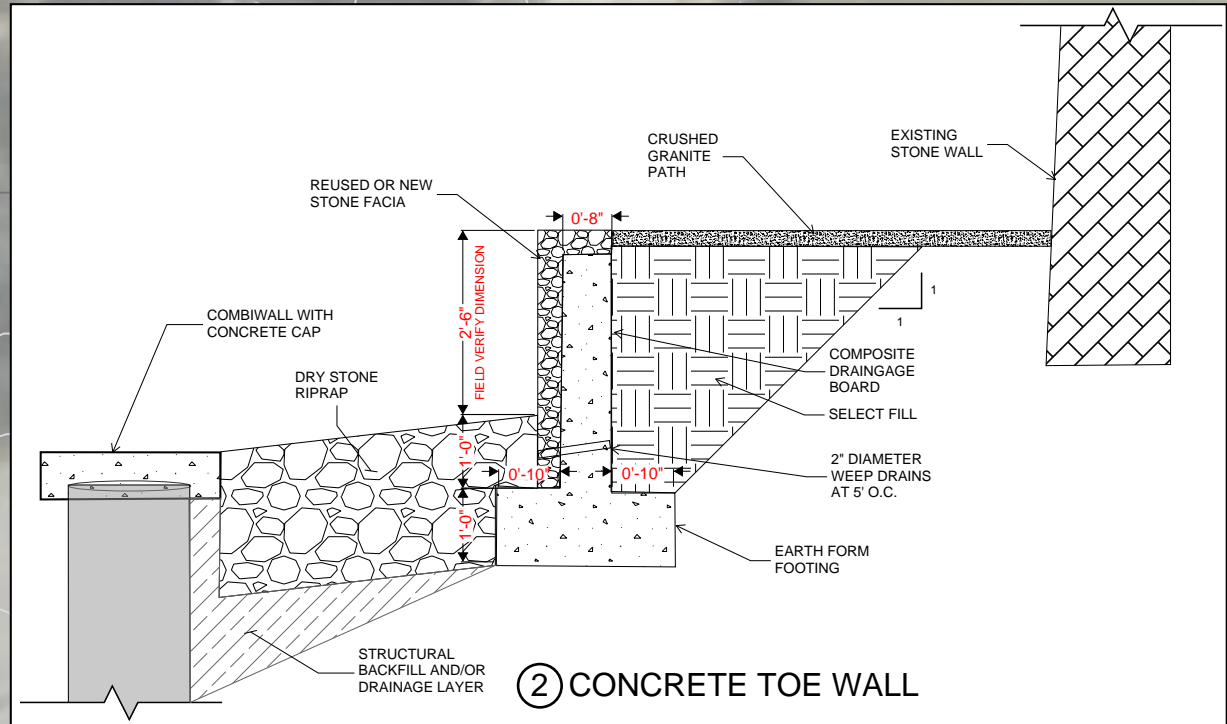 CRUSHED
GRANITE
PATH
EXISTING
STONE WALL
REUSED OR NEW
STONE FACIA
0'-8"
2'-6"
FIELD VERIFY DIMENSION
1
1
COMBIWALL WITH
CONCRETE CAP
DRY STONE
RIPRAP
COMPOSITE
DRAINGAGE
BOARD
SELECT FILL
1'-0"
0'-10"
0'-10"
2" DIAMETER
WEEP DRAINS
AT 5' O.C.
1'-0"
EARTH FORM
FOOTING
STRUCTURAL
BACKFILL AND/OR
DRAINAGE LAYER
2 CONCRETE TOE WALL